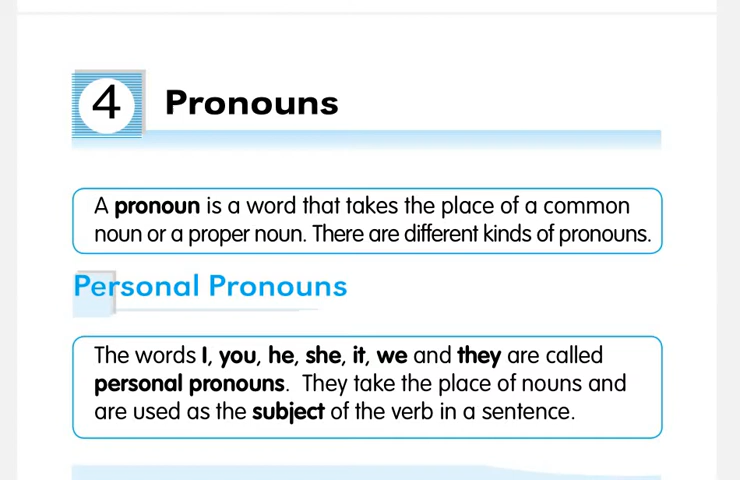 4 Pronouns
A pronoun is a word that takes the place of a common
noun or a proper noun. There are different kinds of pronouns.
Personal Pronouns
The words I, you, he, she, it, we and they are called
personal pronouns. They take the place of nouns and
are used as the subject of the verb in a sentence.